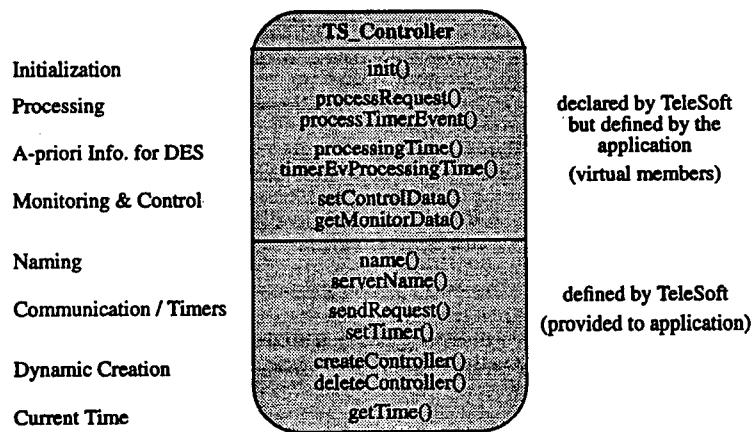 TS_Controller
Initialization init()
Processing processRequest()
processTimerEvent()
A-priori Info. for DES processingTime()
timerEvProcessingTime()
Monitoring & Control setControlData()
getMonitorData()
declared by TeleSoft
but defined by the
application
(virtual members)
Naming name()
serverName()
Communication / Timers sendRequest()
setTimer()
Dynamic Creation createController()
deleteController()
Current Time getTime()
defined by TeleSoft
(provided to application)